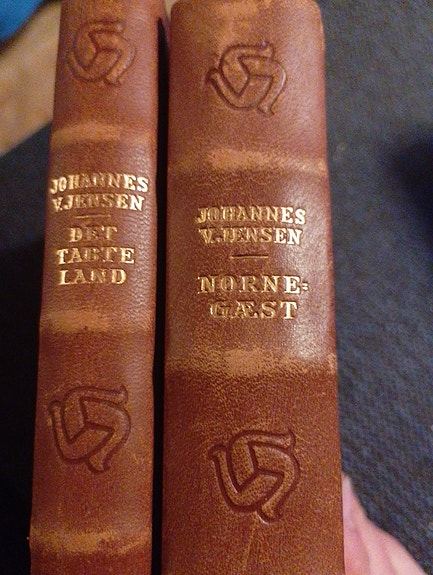 JOHANNES
V. JENSEN
DET
TABTE
LAND
JOHANNES
V. JENSEN
NORNE=
GÆST